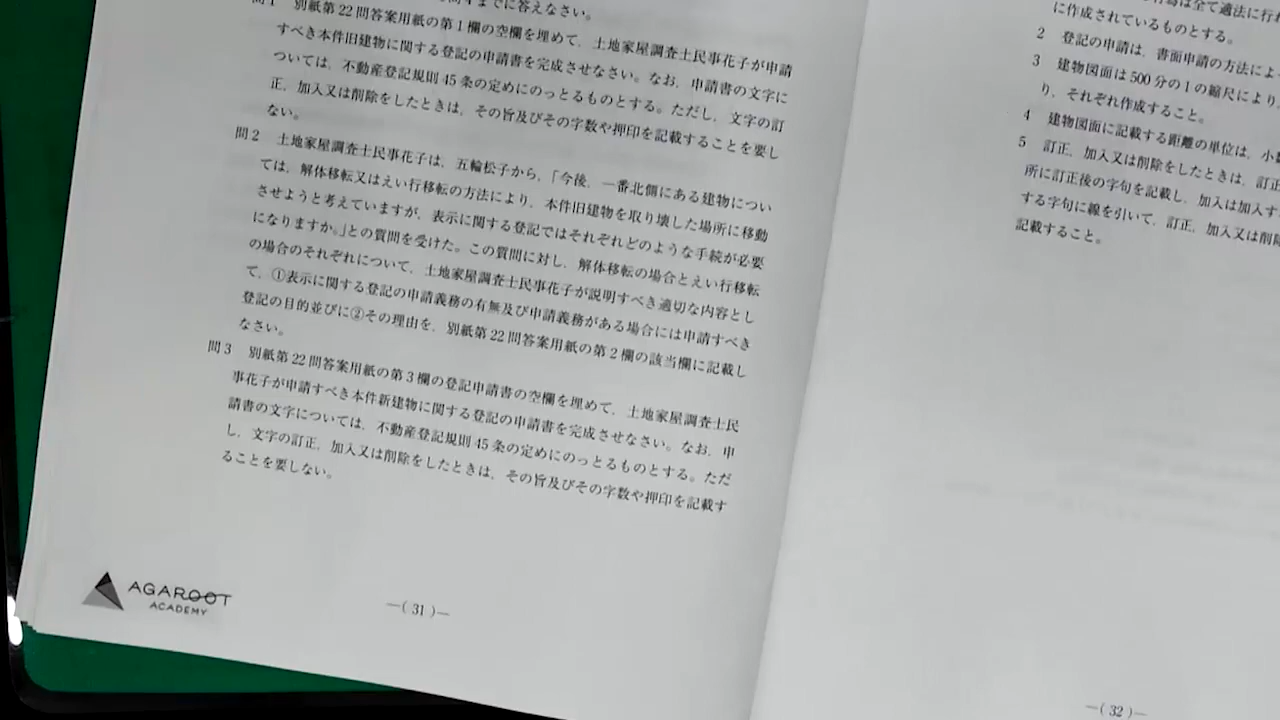 までに答えなさい。
問1 別紙第22問答案用紙の第1欄の空欄を埋めて，土地家屋調査士民事花子が申請
すべき本件旧建物に関する登記の申請書を完成させなさい。なお，申請書の文字に
ついては，不動産登記規則45条の定めにのっとるものとする。ただし，文字の訂
正，加入又は削除をしたときは，その旨及びその字数や押印を記載することを要し
ない。
問2 土地家屋調査士民事花子は，五輪松子から，「今後，一番北側にある建物につい
ては，解体移転又はえい行移転の方法により，本件旧建物を取り壊した場所に移動
させようと考えていますが，表示に関する登記ではそれぞれどのような手続が必要
になりますか。」との質問を受けた。この質問に対し，解体移転の場合とえい行移転
の場合のそれぞれについて，土地家屋調査士民事花子が説明すべき適切な内容とし
て，①表示に関する登記の申請義務の有無及び申請義務がある場合には申請すべき
登記の目的並びに②その理由を，別紙第22問答案用紙の第2欄の該当欄に記載し
なさい。
問3 別紙第22問答案用紙の第3欄の登記申請書の空欄を埋めて，土地家屋調査士民
事花子が申請すべき本件新建物に関する登記の申請書を完成させなさい。なお，申
請書の文字については，不動産登記規則45条の定めにのっとるものとする。ただ
し，文字の訂正，加入又は削除をしたときは，その旨及びその字数や押印を記載す
ることを要しない。
AGAROOT
ACADEMY
―( 31 )―
為は全て適法に行わ
に作成されているものとする。
2 登記の申請は，書面申請の方法によ
3 建物図面は500分の1の縮尺により
り，それぞれ作成すること。
4 建物図面に記載する距離の単位は，小数
5 訂正，加入又は削除をしたときは，訂正
所に訂正後の字句を記載し，加入は加入す
する字句に線を引いて，訂正，加入又は削除
記載すること。
―( 32 )―